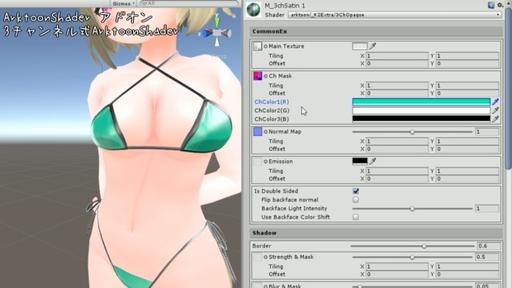 Gizmos
All
ArktoonShader アドオン
3チャンネル式ArktoonShader
M_3chSatin 1
Shader arktoon/_KZExtra/3ChOpaque
CommonEx
Main Texture
Tiling X 1 Y 1
Offset X 0 Y 0
Ch Mask
Tiling X 1 Y 1
Offset X 0 Y 0
ChColor1(R)
ChColor2(G)
ChColor3(B)
Normal Map 1
Tiling X 1 Y 1
Offset X 0 Y 0
Emission
Tiling X 1 Y 1
Offset X 0 Y 0
Is Double Sided
Flip backface normal
Backface Light Intensity 1
Use Backface Color Shift
Shadow
Border 0.6
Strength & Mask 0.5
Tiling X 1 Y 1
Offset X 0 Y 0
Blur & Mask 0.05